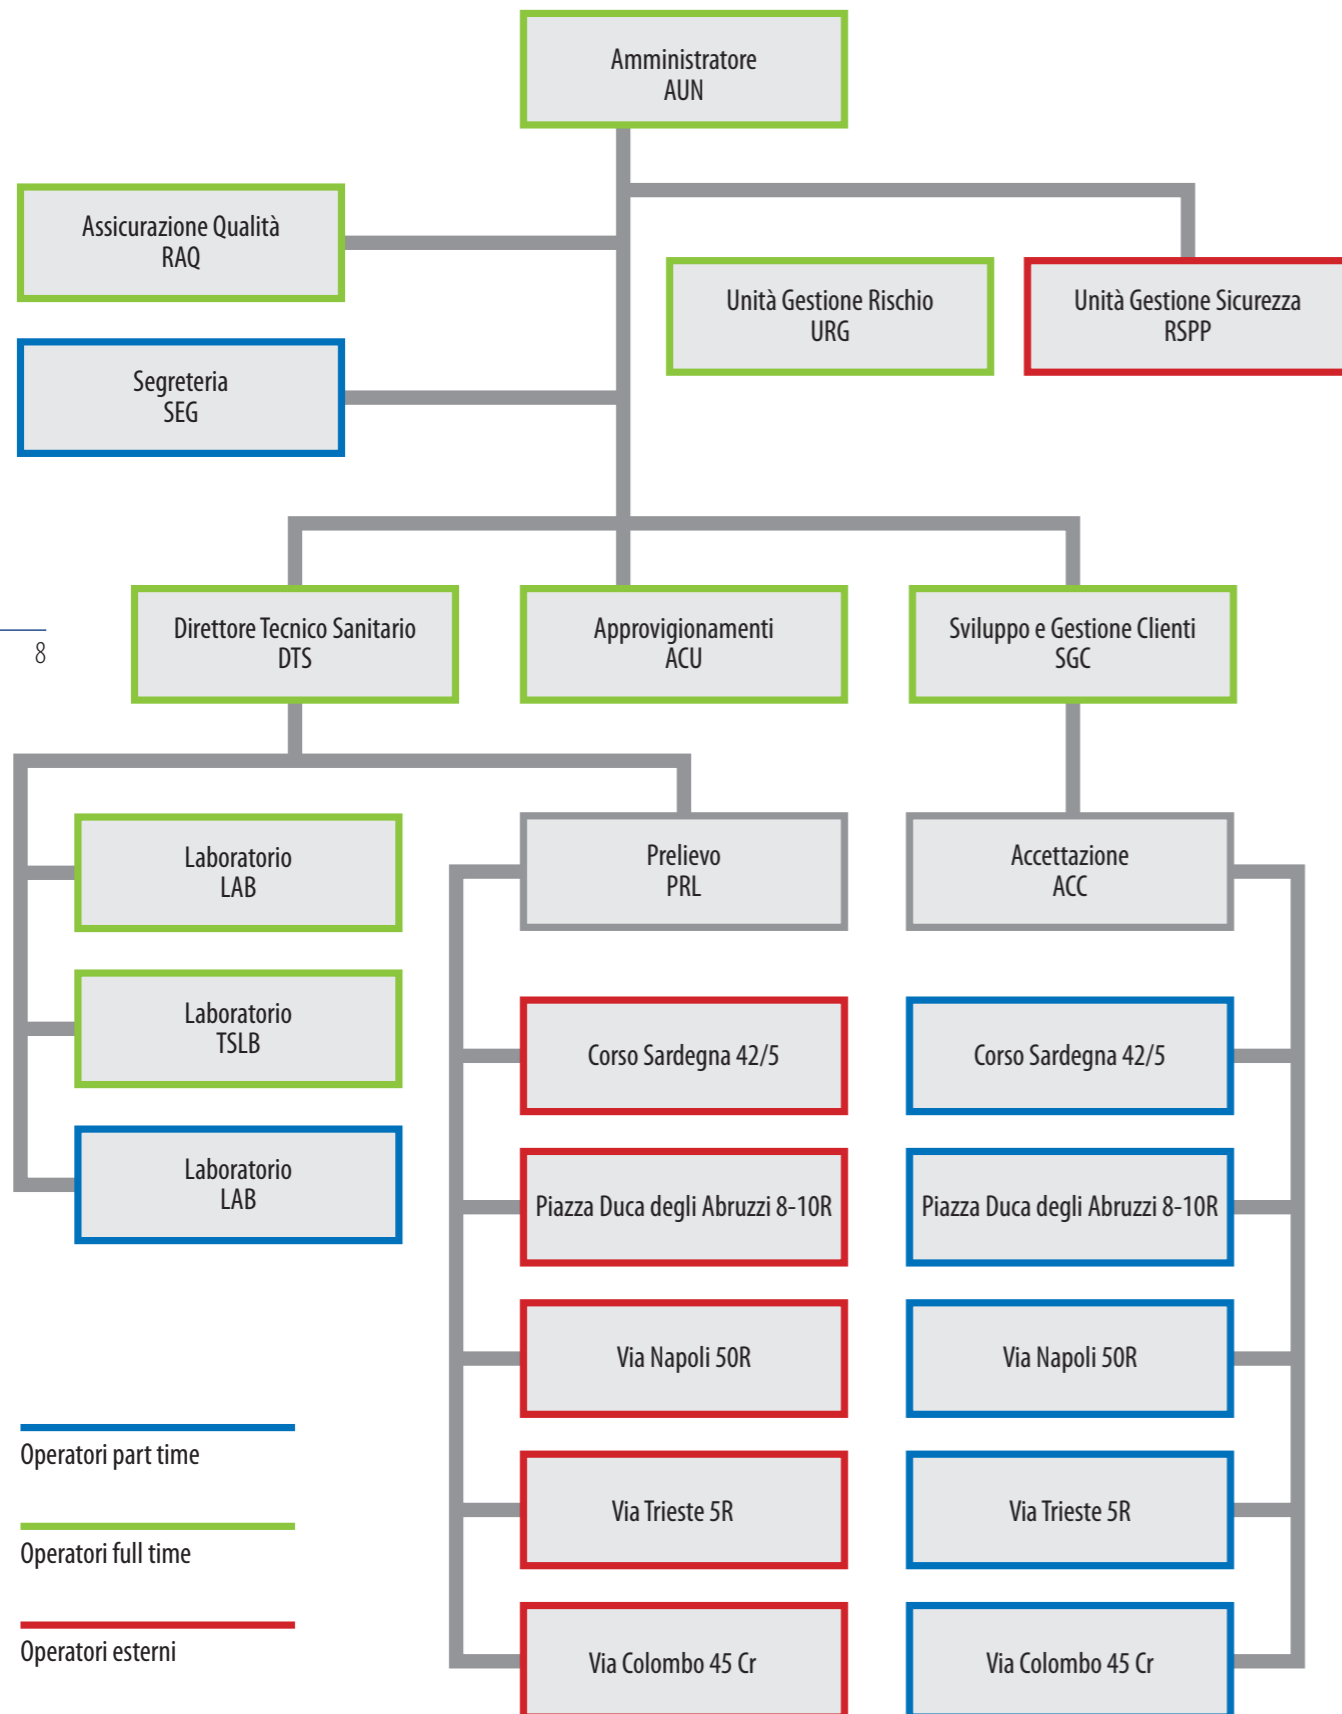 Amministratore
AUN
Assicurazione Qualità
RAQ
Unità Gestione Rischio
URG
Unità Gestione Sicurezza
RSPP
Segreteria
SEG
Direttore Tecnico Sanitario
DTS
Approvigionamenti
ACU
Sviluppo e Gestione Clienti
SGC
8
Laboratorio
LAB
Prelievo
PRL
Accettazione
ACC
Laboratorio
TSLB
Corso Sardegna 42/5
Corso Sardegna 42/5
Laboratorio
LAB
Piazza Duca degli Abruzzi 8-10R
Piazza Duca degli Abruzzi 8-10R
Via Napoli 50R
Via Napoli 50R
Operatori part time
Via Trieste 5R
Via Trieste 5R
Operatori full time
Operatori esterni
Via Colombo 45 Cr
Via Colombo 45 Cr